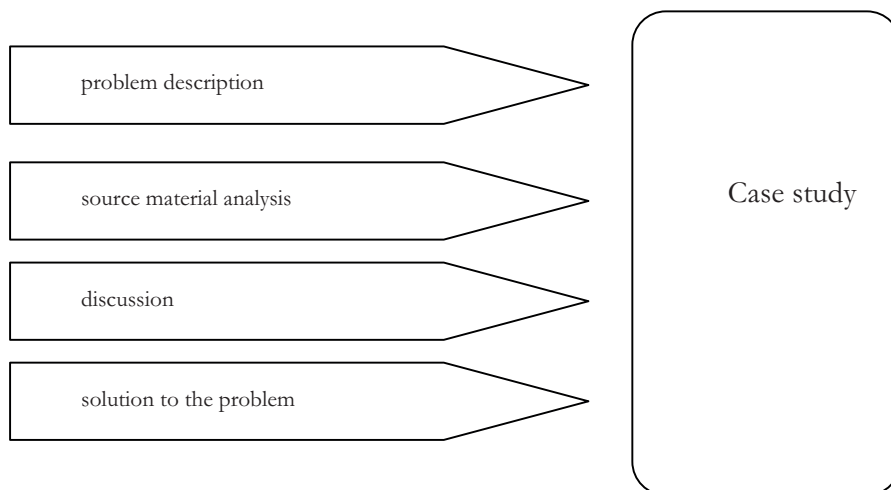 problem description
source material analysis
Case study
discussion
solution to the problem